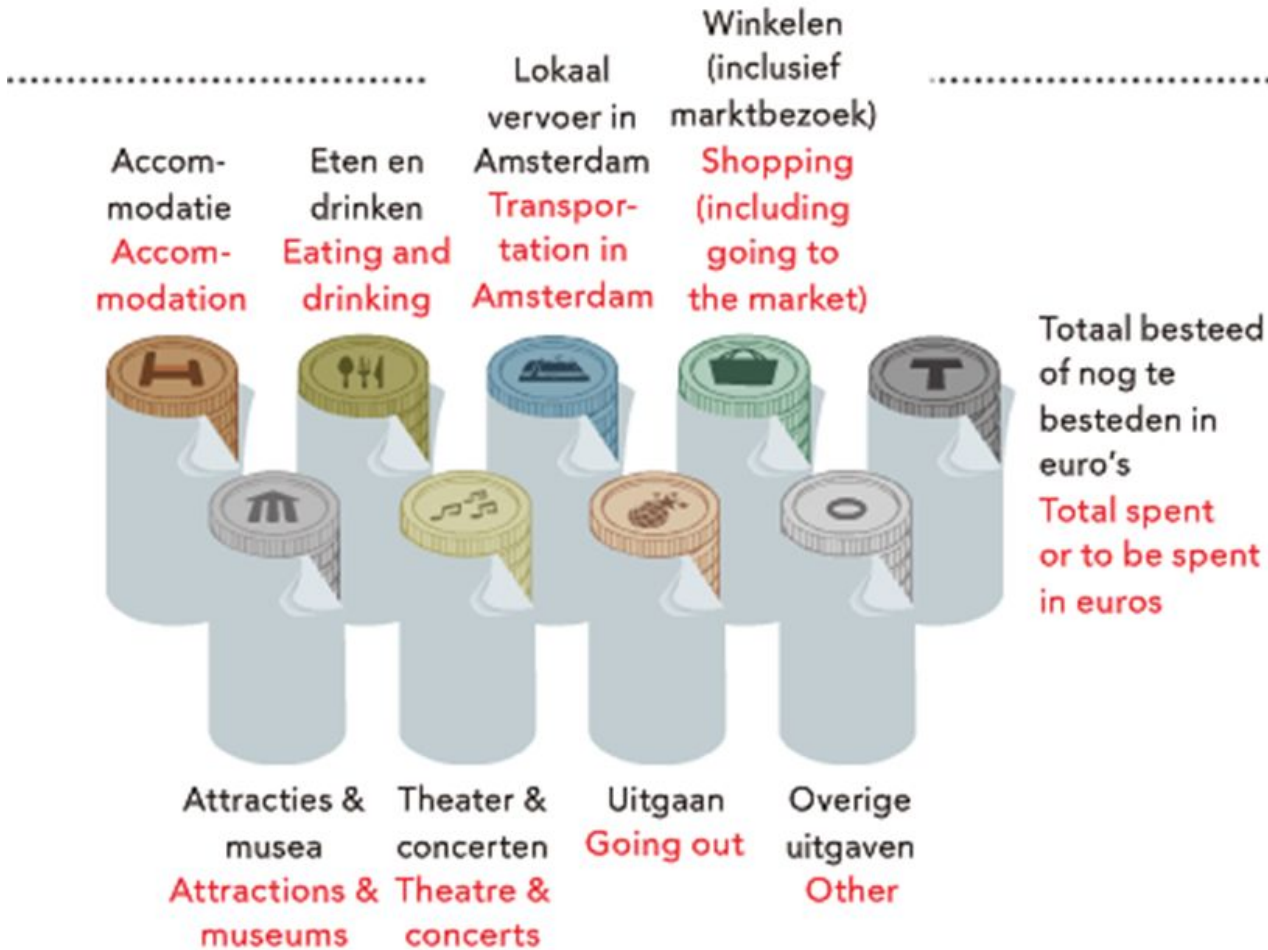 Accom-
modatie
Accom-
modation
Eten en
drinken
Eating and
drinking
Lokaal
vervoer in
Amsterdam
Transpor-
tation in
Amsterdam
Winkelen
(inclusief
marktbezoek)
Shopping
(including
going to
the market)
Totaal besteed
of nog te
besteden in
euro's
Total spent
or to be spent
in euros
Attracties &
musea
Attractions &
museums
Theater &
concerten
Theatre &
concerts
Uitgaan
Going out
Overige
uitgaven
Other